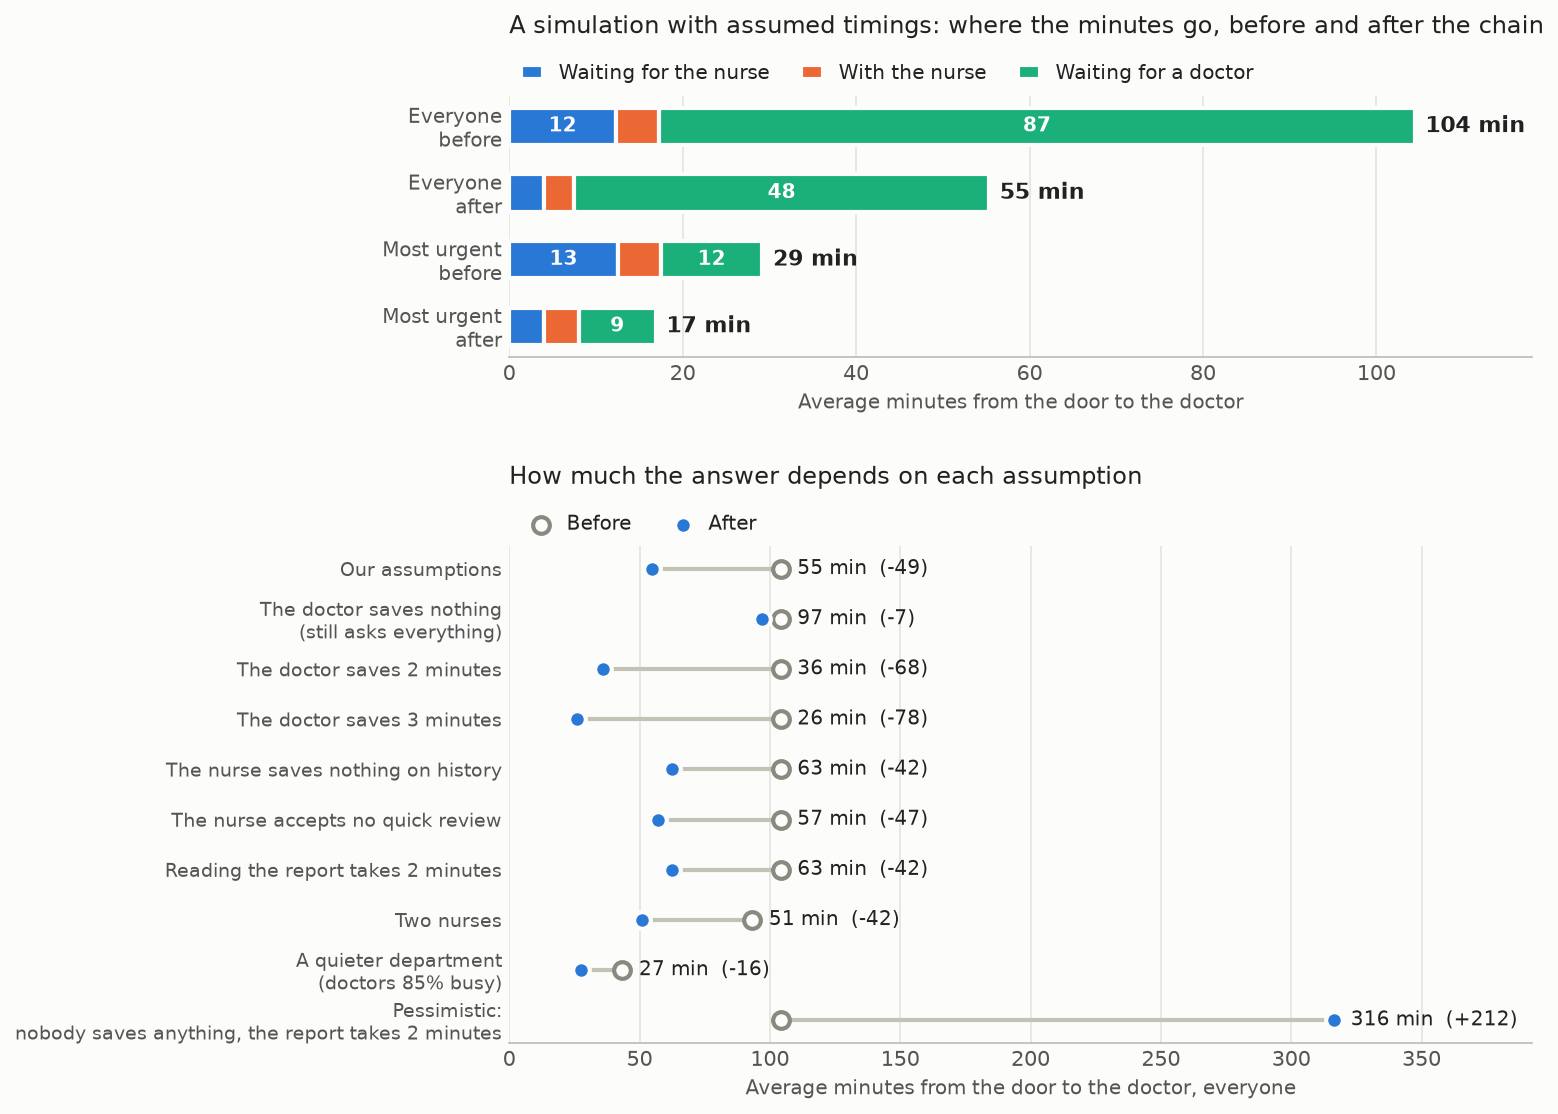 A simulation with assumed timings: where the minutes go, before and after the chain
Waiting for the nurse
With the nurse
Waiting for a doctor
Everyone
before
12
87
104 min
Everyone
after
48
55 min
Most urgent
before
13
12
29 min
Most urgent
after
9
17 min
0
20
40
60
80
100
Average minutes from the door to the doctor
How much the answer depends on each assumption
Before
After
Our assumptions
55 min (-49)
The doctor saves nothing
(still asks everything)
97 min (-7)
The doctor saves 2 minutes
36 min (-68)
The doctor saves 3 minutes
26 min (-78)
The nurse saves nothing on history
63 min (-42)
The nurse accepts no quick review
57 min (-47)
Reading the report takes 2 minutes
63 min (-42)
Two nurses
51 min (-42)
A quieter department
(doctors 85% busy)
27 min (-16)
Pessimistic:
nobody saves anything, the report takes 2 minutes
316 min (+212)
0
50
100
150
200
250
300
350
Average minutes from the door to the doctor, everyone